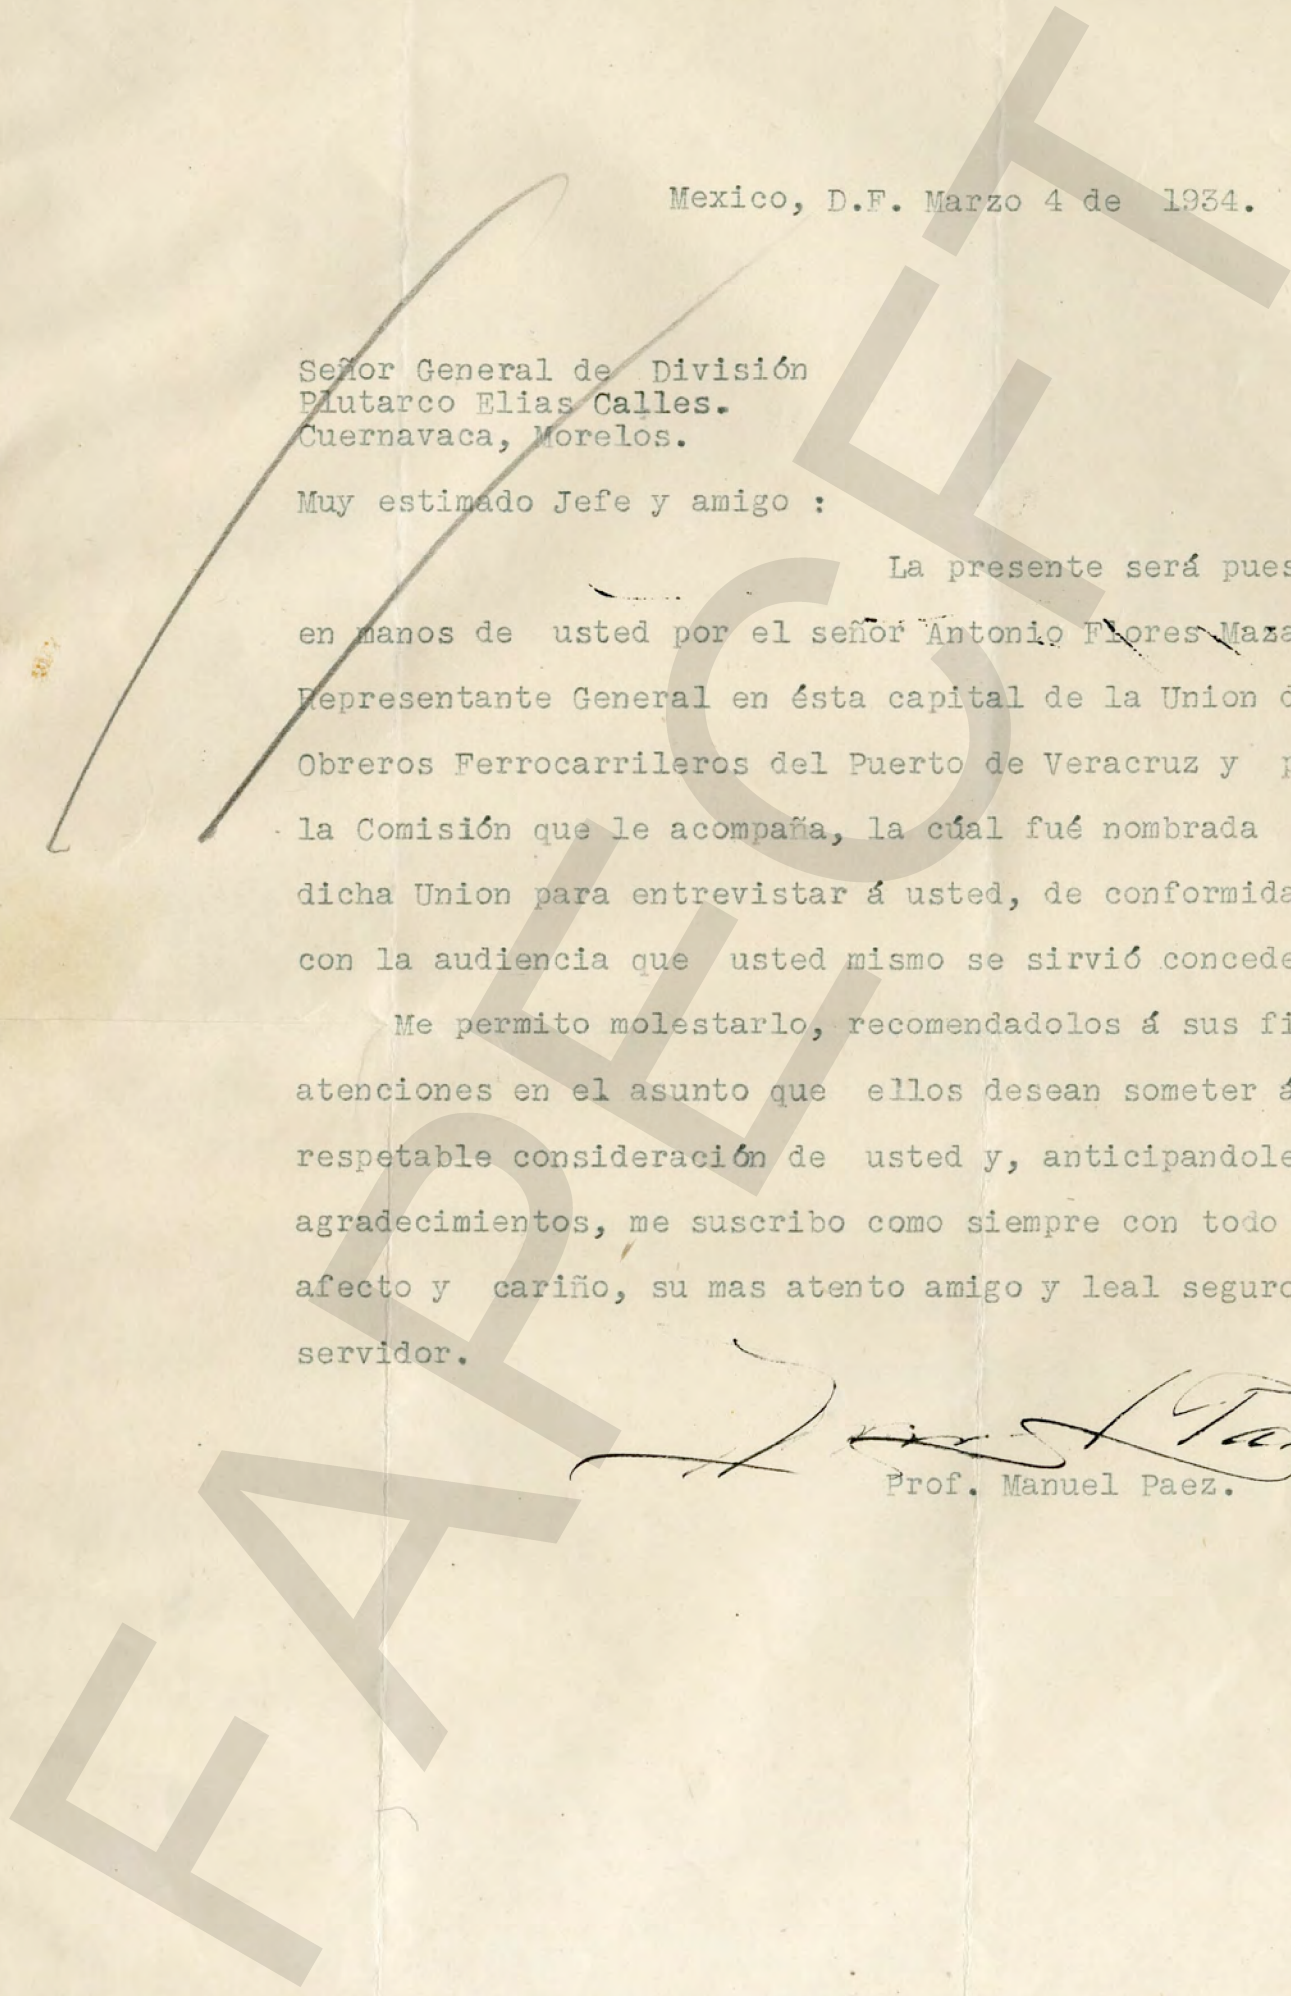 Mexico, D.F. Marzo 4 de 1934.
Señor General de División
Plutarco Elias Calles.
Cuernavaca, Morelos.
Muy estimado Jefe y amigo :
La presente será pues
en manos de usted por el señor Antonio Flores Maza
Representante General en ésta capital de la Union
Obreros Ferrocarrileros del Puerto de Veracruz y
la Comisión que le acompaña, la cúal fué nombrada
dicha Union para entrevistar á usted, de conformida
con la audiencia que usted mismo se sirvió concede
Me permito molestarlo, recomendadolos á sus fi
atenciones en el asunto que ellos desean someter á
respetable consideración de usted y, anticipandole
agradecimientos, me suscribo como siempre con todo
afecto y cariño, su mas atento amigo y leal seguro
servidor.
Prof. Manuel Paez.
FAPECFT